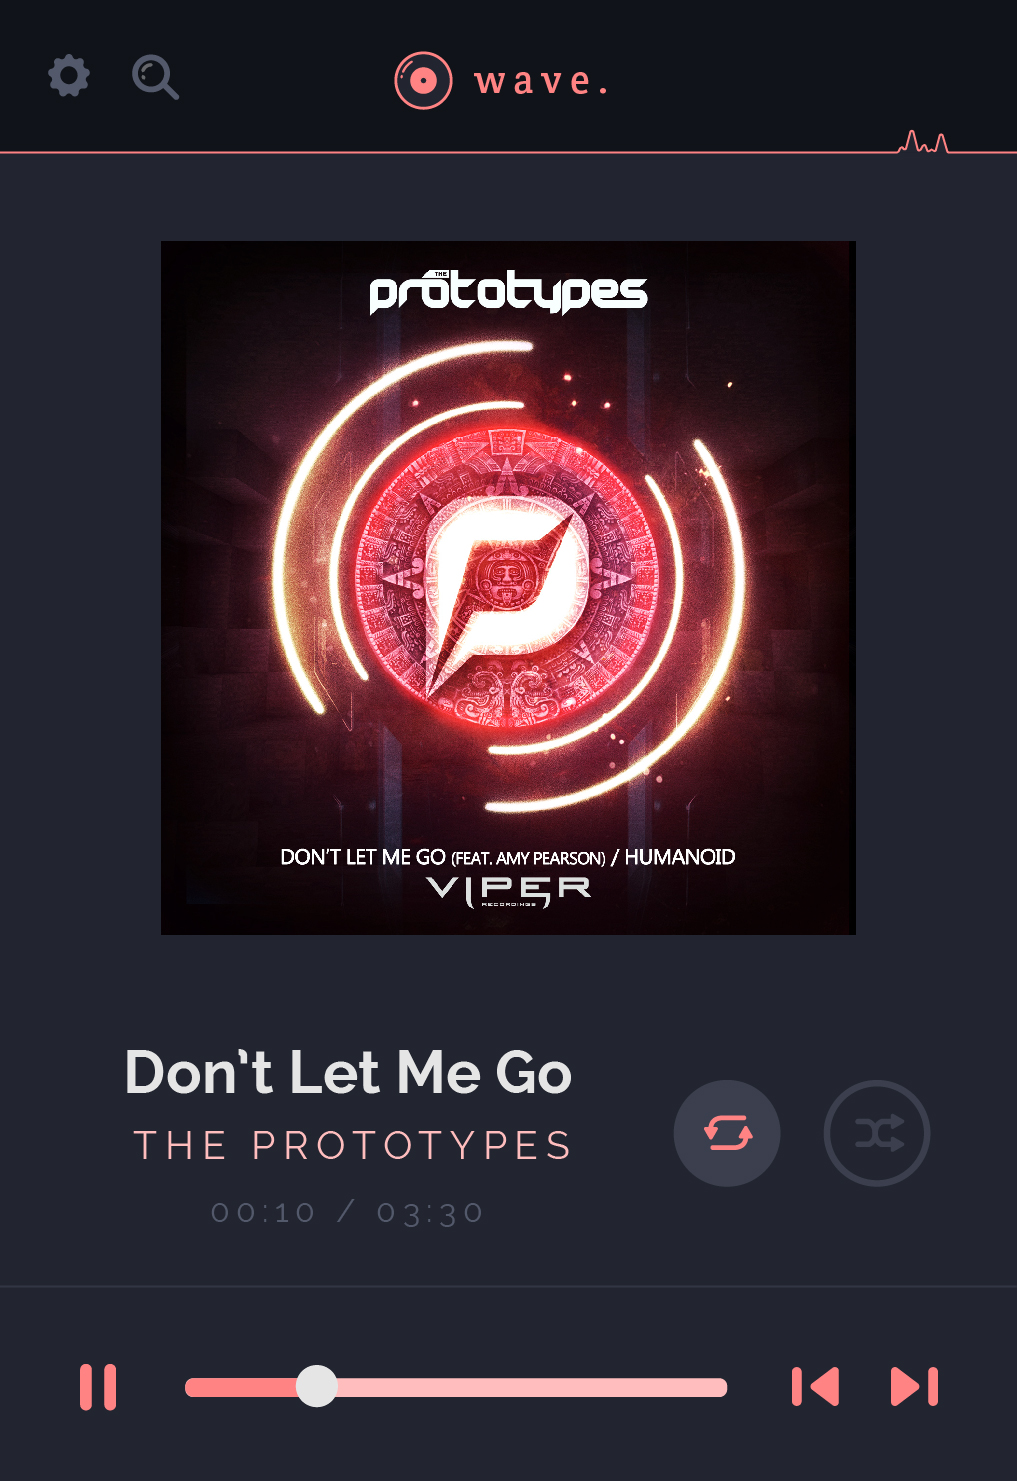 wave.
THE
prototypes
DON'T LET ME GO (FEAT. AMY PEARSON) / HUMANOID
VIPER
RECORDINGS
Don’t Let Me Go
THE PROTOTYPES
00:10 / 03:30